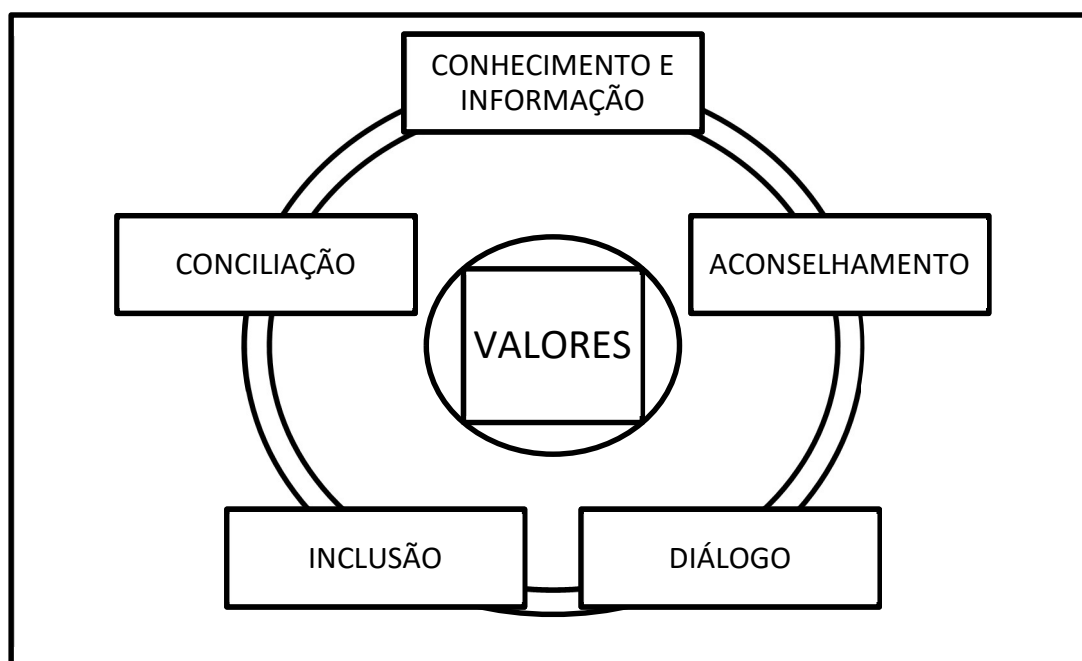 CONHECIMENTO E
INFORMAÇÃO
CONCILIAÇÃO
ACONSELHAMENTO
VALORES
INCLUSÃO
DIÁLOGO